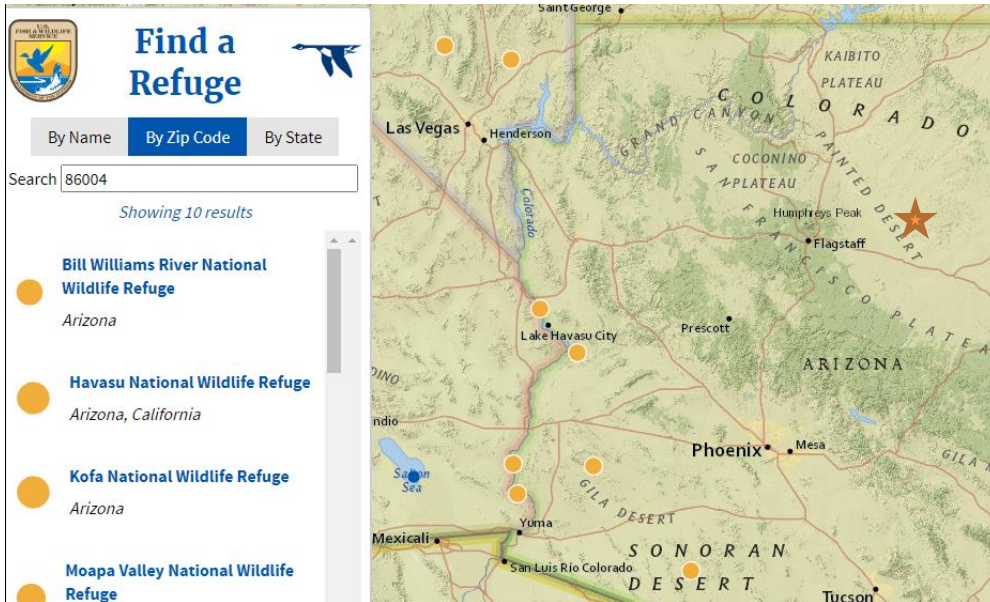 U.S.
FISH & WILDLIFE
SERVICE
Find a
Refuge
By Name
By Zip Code
By State
Search 86004
Showing 10 results
Bill Williams River National
Wildlife Refuge
Arizona
Havasu National Wildlife Refuge
Arizona, California
Kofa National Wildlife Refuge
Arizona
Moapa Valley National Wildlife
Refuge
Saint George
KAIBITO
PLATEAU
COLORADO
Las Vegas
Henderson
GRAND CANYON
PAINTED DESERT
COCONINO
PLATEAU
SAN FRANCISCO PLATEA
Colorado
Humphreys Peak
Flagstaff
Lake Havasu City
Prescott
ARIZONA
DINO
ndio
Phoenix
Mesa
Salton
Sea
GILA
GILA DESERT
Yuma
Mexicali
SONORAN
DESERT
San Luis Río Colorado
Tucson